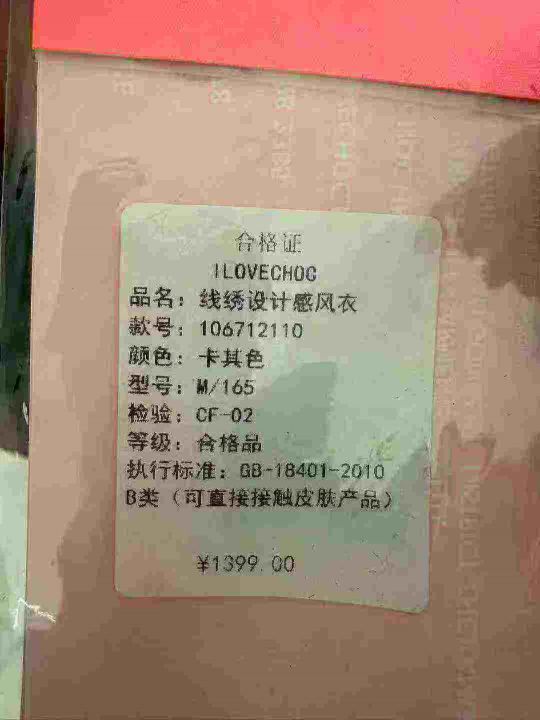 合格证
ILOVECHOC
品名：线绣设计感风衣
款号：106712110
颜色：卡其色
型号：M/165
检验：CF-02
等级：合格品
执行标准：GB-18401-2010
B类（可直接接触皮肤产品）
¥1399.00